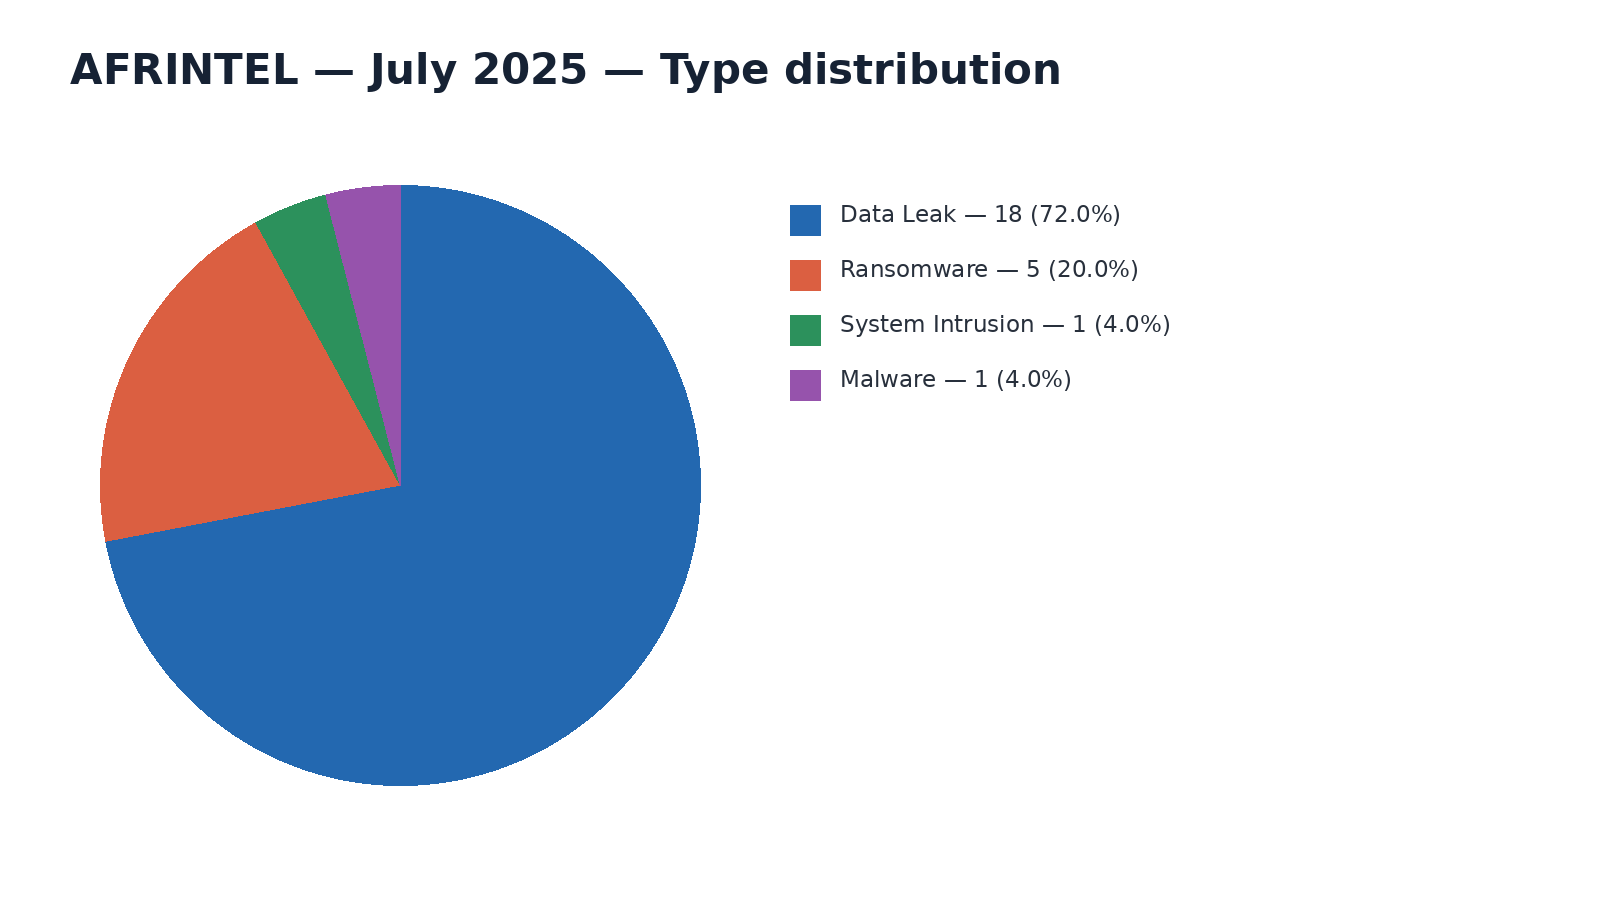 AFRINTEL — July 2025 — Type distribution
Data Leak — 18 (72.0%)
Ransomware — 5 (20.0%)
System Intrusion — 1 (4.0%)
Malware — 1 (4.0%)